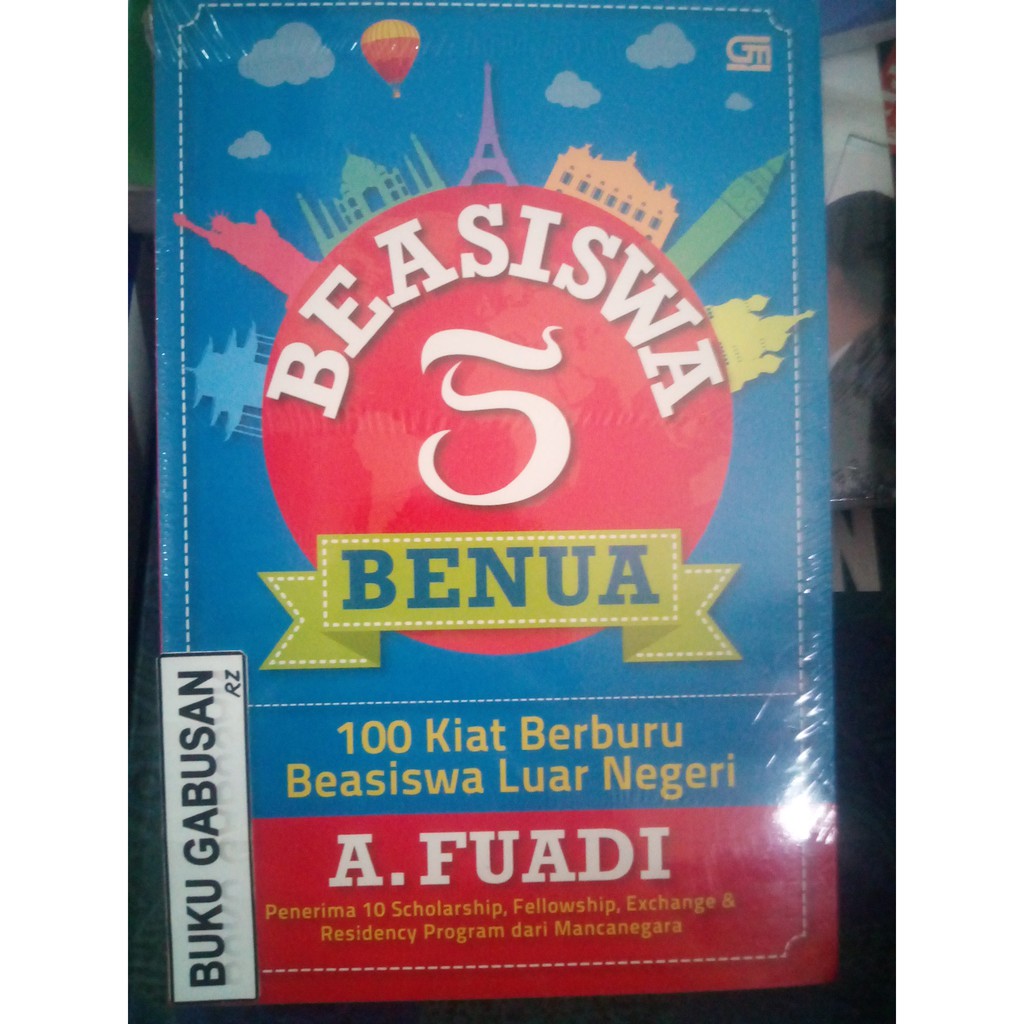 GM
BEASISWA
5
BENUA
100 Kiat Berburu
Beasiswa Luar Negeri
A. FUADI
Penerima 10 Scholarship, Fellowship, Exchange &
Residency Program dari Mancanegara
BUKU GABUSAN
RZ
N